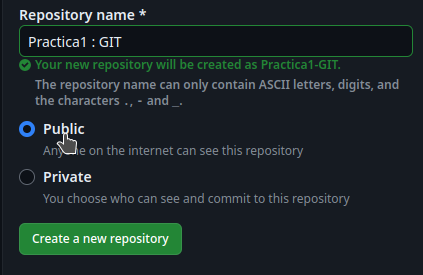 Repository name *
Practica1 : GIT
Your new repository will be created as Practica1-GIT.
The repository name can only contain ASCII letters, digits, and
the characters ., - and _.
Public
Anyone on the internet can see this repository
Private
You choose who can see and commit to this repository
Create a new repository